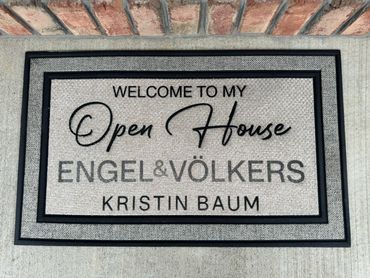 WELCOME TO MY
Open House
ENGEL&VÖLKERS
KRISTIN BAUM